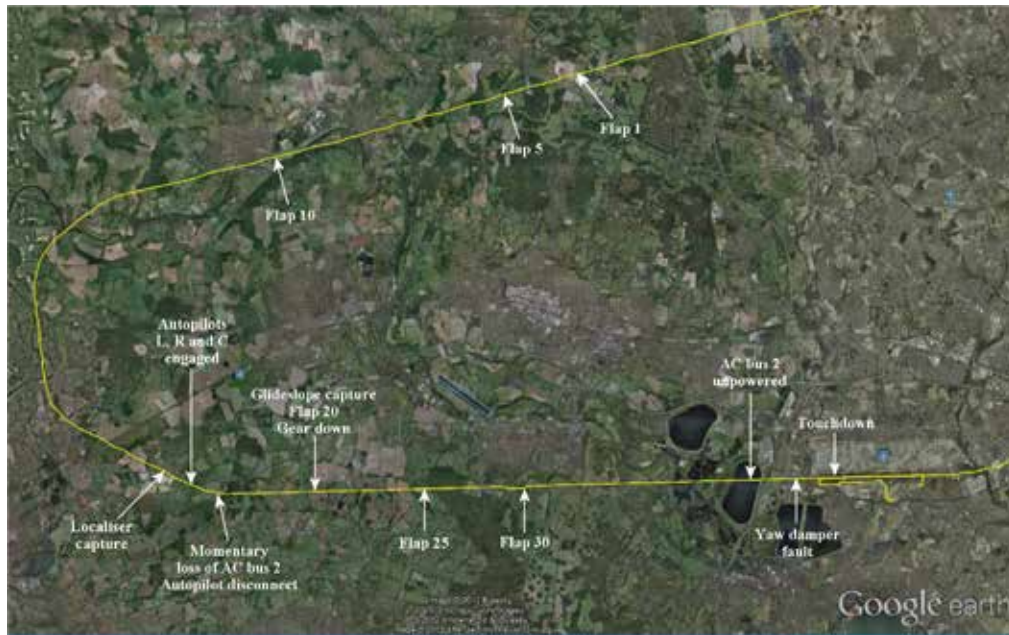 Flap 1
Flap 5
Flap 10
Autopilots
L, R and C
engaged
Glideslope capture
Flap 20
Gear down
AC bus 2
unpowered
Touchdown
Localiser
capture
Momentary
loss of AC bus 2
Autopilot disconnect
Flap 25
Flap 30
Yaw damper
fault
Google earth